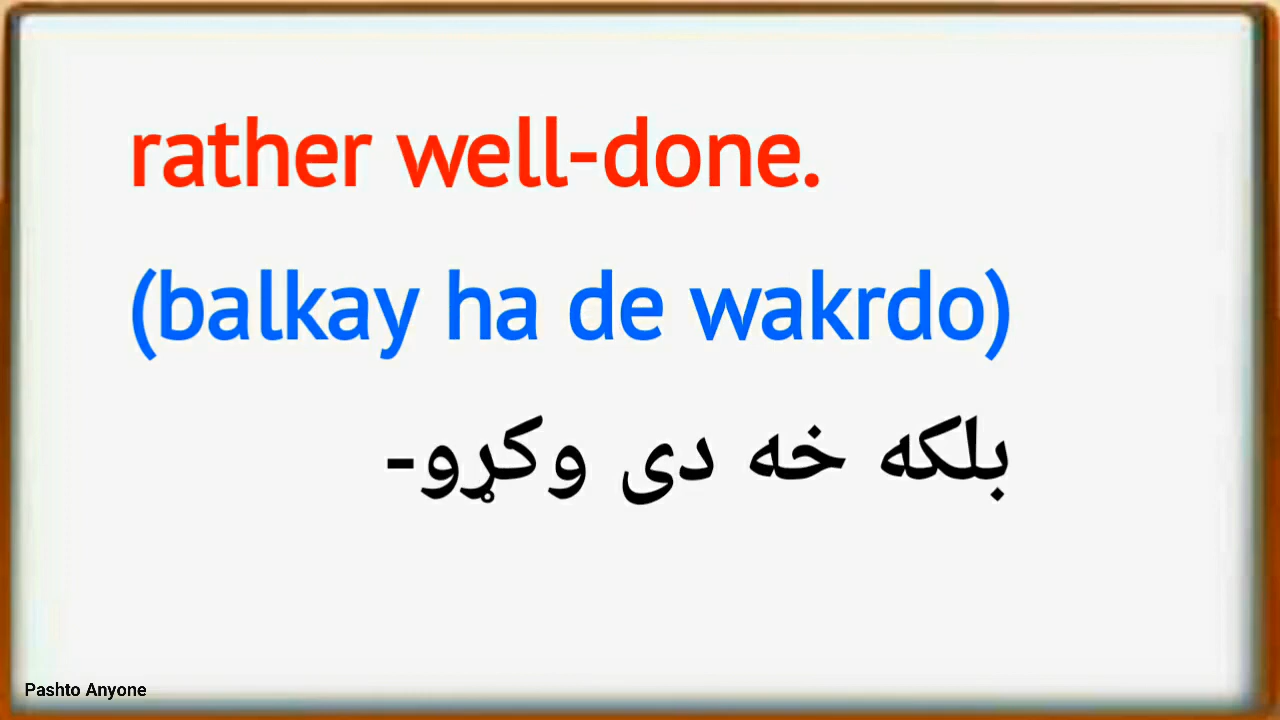 rather well-done.
(balkay ha de wakrdo)
بلکه خه دی وکړو-
Pashto Anyone